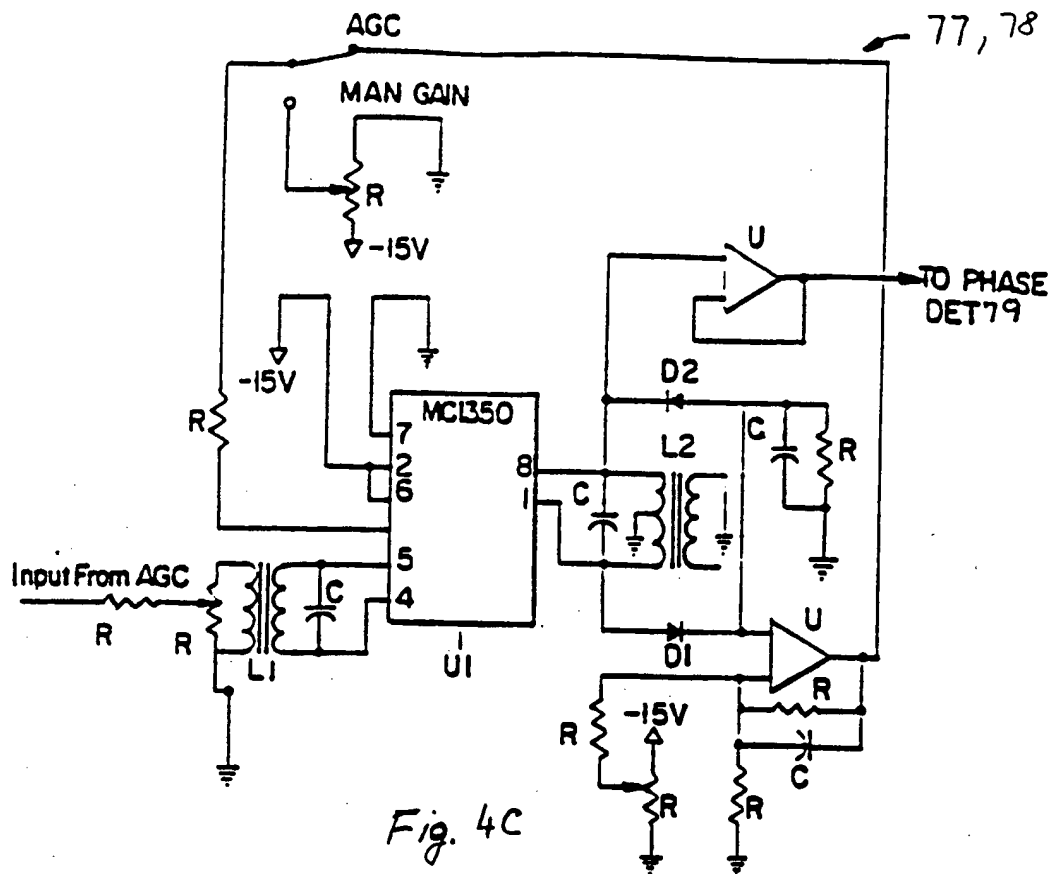 AGC
77, 78
MAN GAIN
R
-15V
U
TO PHASE
DET79
-15V
D2
R
MC1350
7
2
6
8
1
C
L2
C
R
5
4
Input From AGC
R
R
L1
C
U1
D1
U
R
-15V
R
R
R
C
Fig. 4C